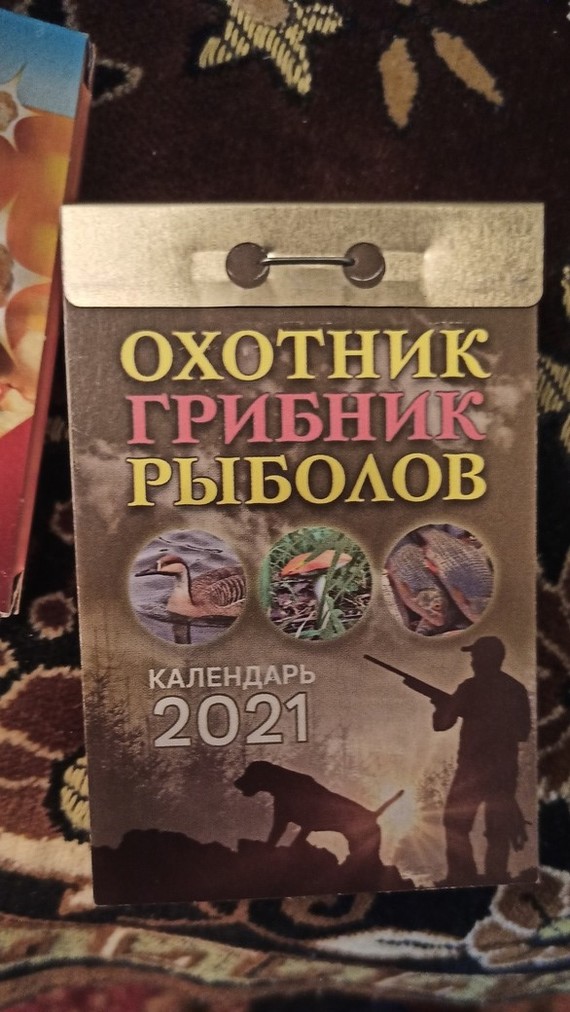 ОХОТНИК
ГРИБНИК
РЫБОЛОВ
КАЛЕНДАРЬ
2021